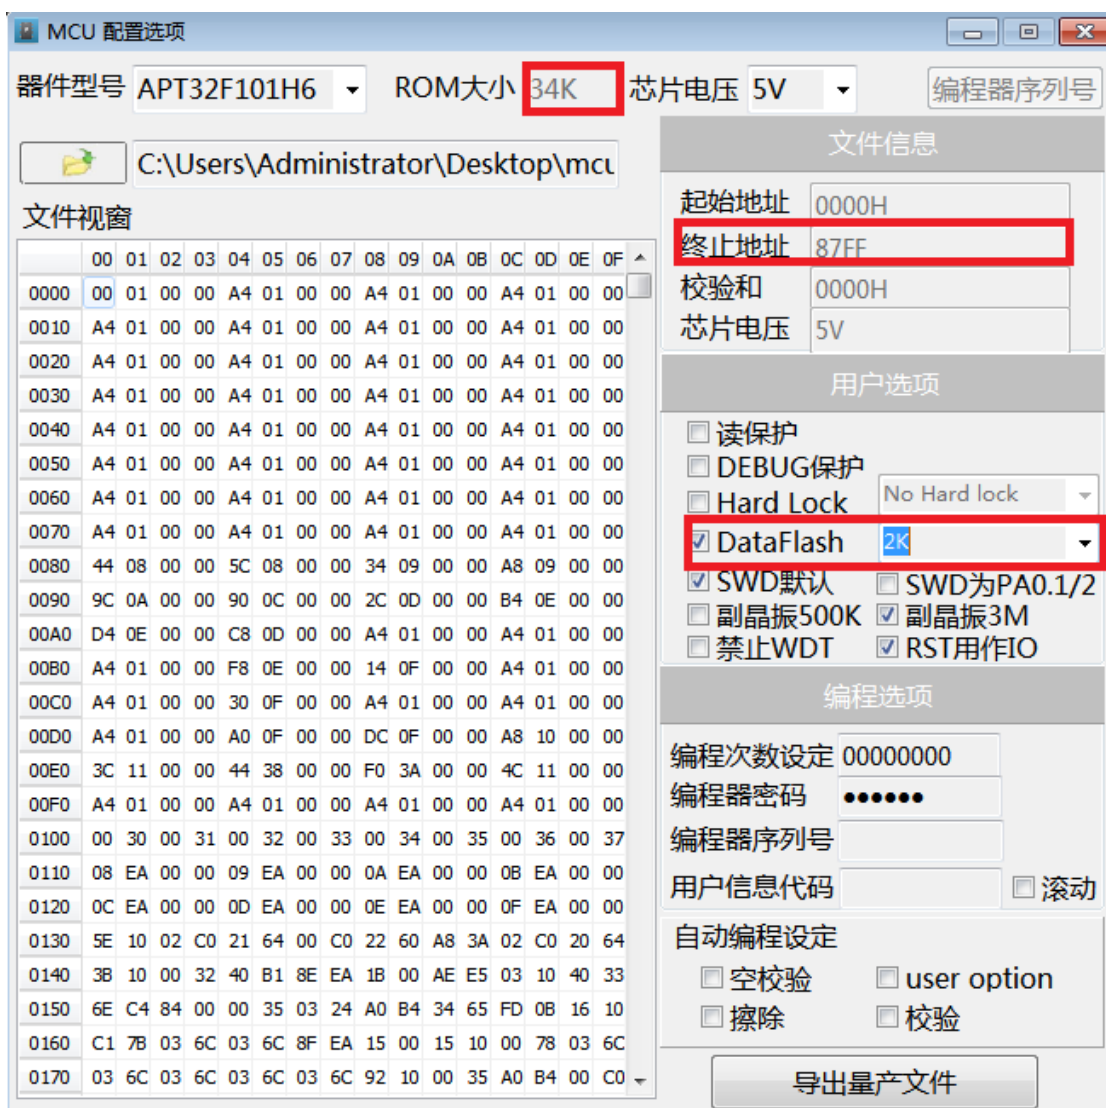 MCU 配置选项
器件型号 APT32F101H6 ROM大小 34K 芯片电压 5V 编程器序列号
C:\Users\Administrator\Desktop\mcu
文件视窗
00 01 02 03 04 05 06 07 08 09 0A 0B 0C 0D 0E 0F
0000 00 01 00 00 A4 01 00 00 A4 01 00 00 A4 01 00 00
0010 A4 01 00 00 A4 01 00 00 A4 01 00 00 A4 01 00 00
0020 A4 01 00 00 A4 01 00 00 A4 01 00 00 A4 01 00 00
0030 A4 01 00 00 A4 01 00 00 A4 01 00 00 A4 01 00 00
0040 A4 01 00 00 A4 01 00 00 A4 01 00 00 A4 01 00 00
0050 A4 01 00 00 A4 01 00 00 A4 01 00 00 A4 01 00 00
0060 A4 01 00 00 A4 01 00 00 A4 01 00 00 A4 01 00 00
0070 A4 01 00 00 A4 01 00 00 A4 01 00 00 A4 01 00 00
0080 44 08 00 00 5C 08 00 00 34 09 00 00 A8 09 00 00
0090 9C 0A 00 00 90 0C 00 00 2C 0D 00 00 B4 0E 00 00
00A0 D4 0E 00 00 C8 0D 00 00 A4 01 00 00 A4 01 00 00
00B0 A4 01 00 00 F8 0E 00 00 14 0F 00 00 A4 01 00 00
00C0 A4 01 00 00 30 0F 00 00 A4 01 00 00 A4 01 00 00
00D0 A4 01 00 00 A0 0F 00 00 DC 0F 00 00 A8 10 00 00
00E0 3C 11 00 00 44 38 00 00 F0 3A 00 00 4C 11 00 00
00F0 A4 01 00 00 A4 01 00 00 A4 01 00 00 A4 01 00 00
0100 00 30 00 31 00 32 00 33 00 34 00 35 00 36 00 37
0110 08 EA 00 00 09 EA 00 00 0A EA 00 00 0B EA 00 00
0120 0C EA 00 00 0D EA 00 00 0E EA 00 00 0F EA 00 00
0130 5E 10 02 C0 21 64 00 C0 22 60 A8 3A 02 C0 20 64
0140 3B 10 00 32 40 B1 8E EA 1B 00 AE E5 03 10 40 33
0150 6E C4 84 00 00 35 03 24 A0 B4 34 65 FD 0B 16 10
0160 C1 7B 03 6C 03 6C 8F EA 15 00 15 10 00 78 03 6C
0170 03 6C 03 6C 03 6C 03 6C 92 10 00 35 A0 B4 00 C0
文件信息
起始地址 0000H
终止地址 87FF
校验和 0000H
芯片电压 5V
用户选项
读保护
DEBUG保护
Hard Lock No Hard lock
DataFlash 2K
SWD默认 SWD为PA0.1/2
副晶振500K 副晶振3M
禁止WDT RST用作IO
编程选项
编程次数设定 00000000
编程器密码 ●●●●●●
编程器序列号
用户信息代码 滚动
自动编程设定
空校验 user option
擦除 校验
导出量产文件